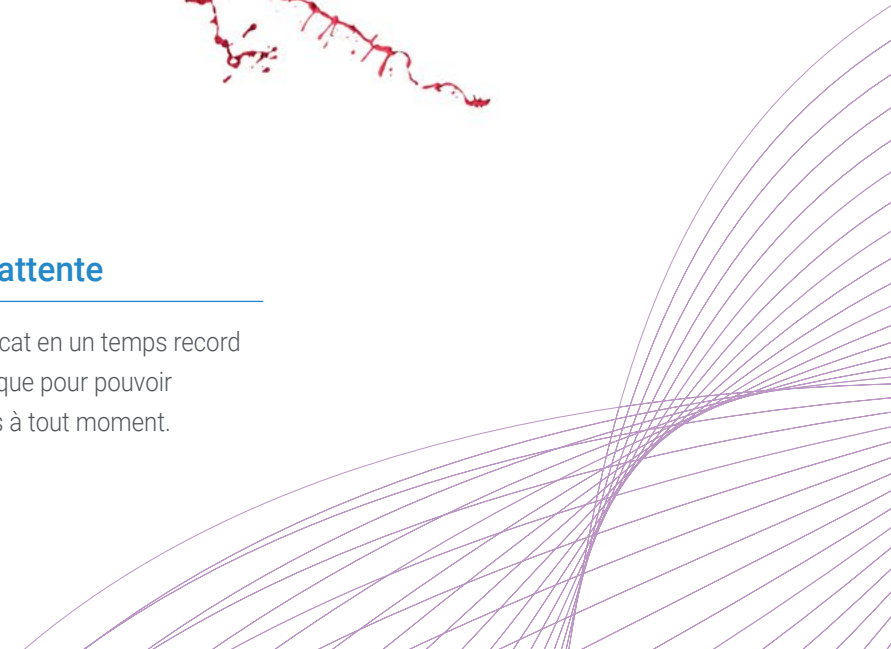 attente
cat en un temps record
que pour pouvoir
s à tout moment.